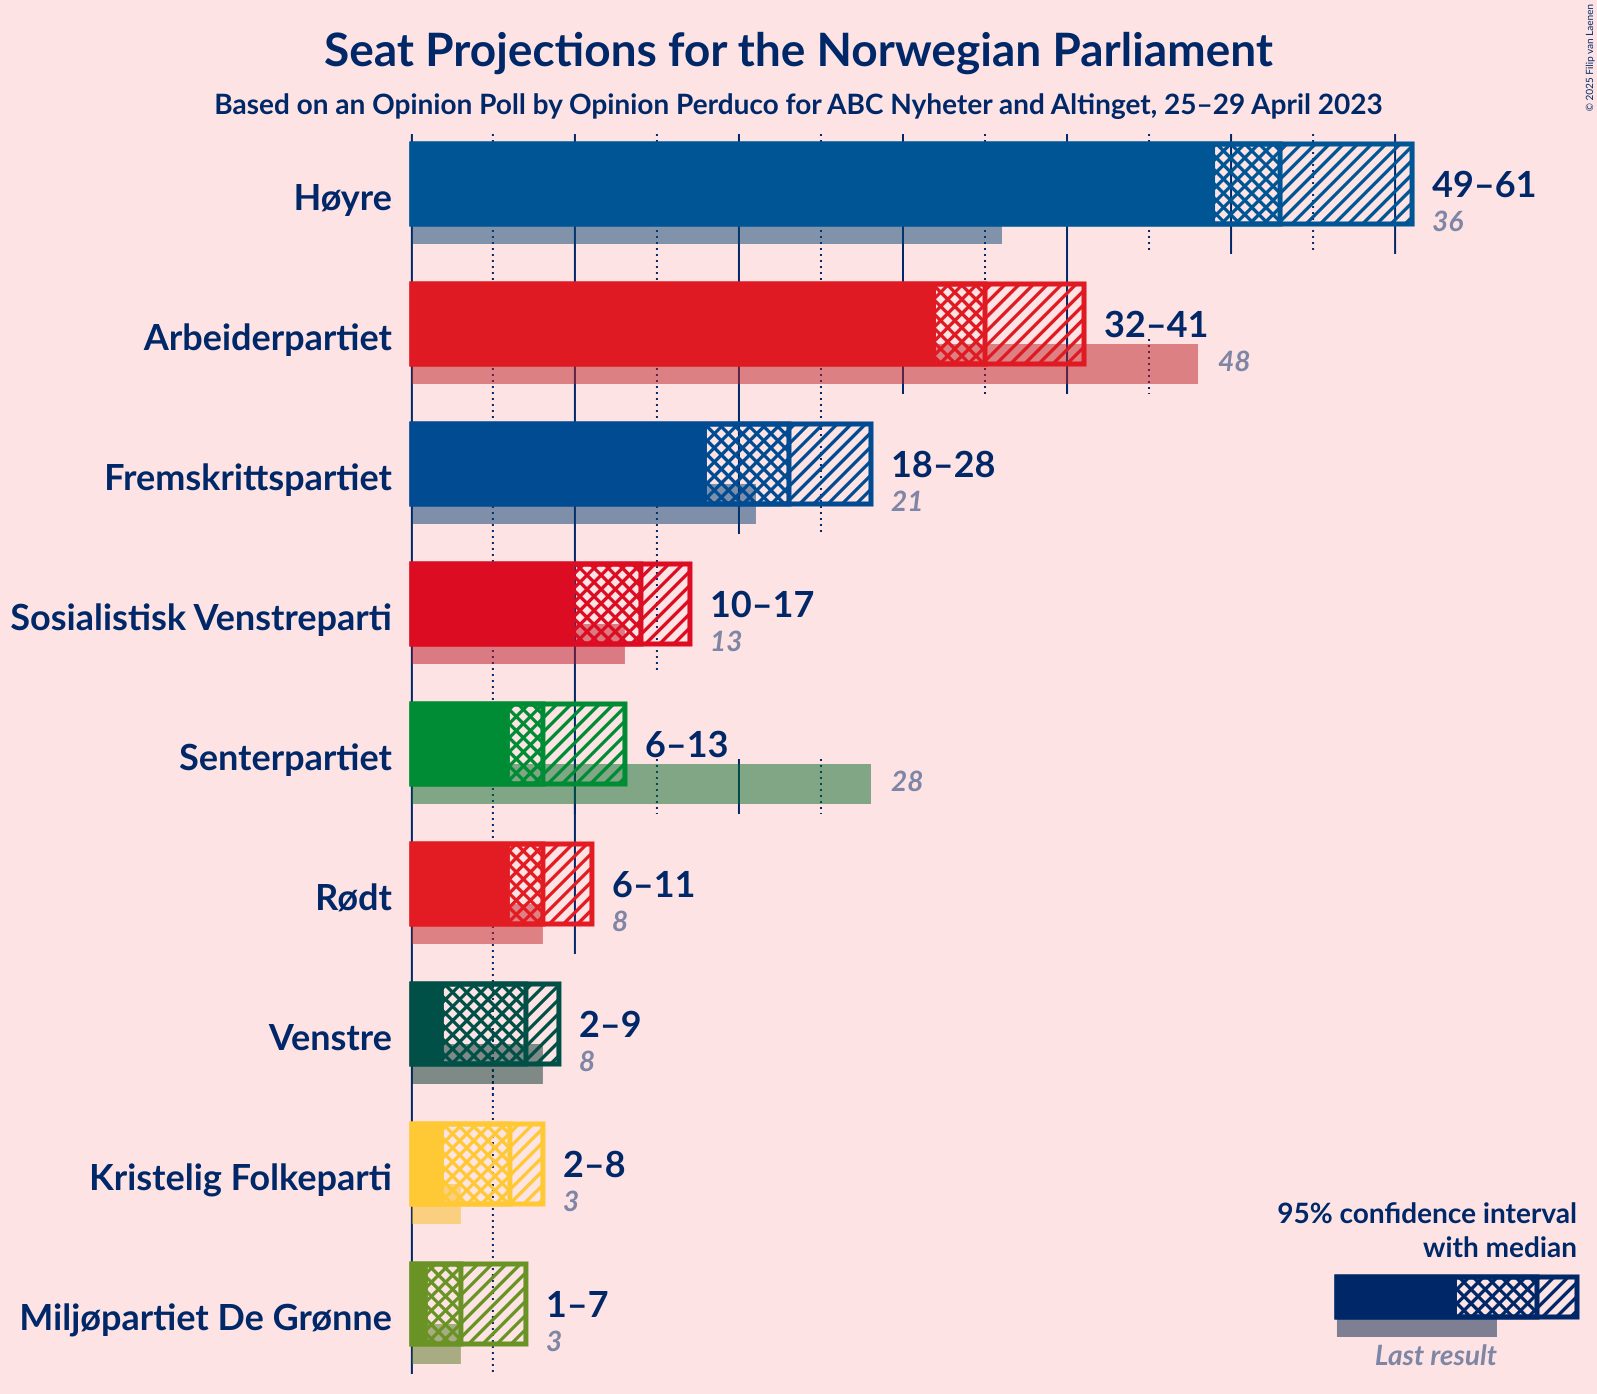 Seat Projections for the Norwegian Parliament
Based on an Opinion Poll by Opinion Perduco for ABC Nyheter and Altinget, 25–29 April 2023
© 2025 Filip van Laenen
Høyre
49–61
36
Arbeiderpartiet
32–41
48
Fremskrittspartiet
18–28
21
Sosialistisk Venstreparti
10–17
13
Senterpartiet
6–13
28
Rødt
6–11
8
Venstre
2–9
8
Kristelig Folkeparti
2–8
3
Miljøpartiet De Grønne
1–7
3
95% confidence interval
with median
Last result